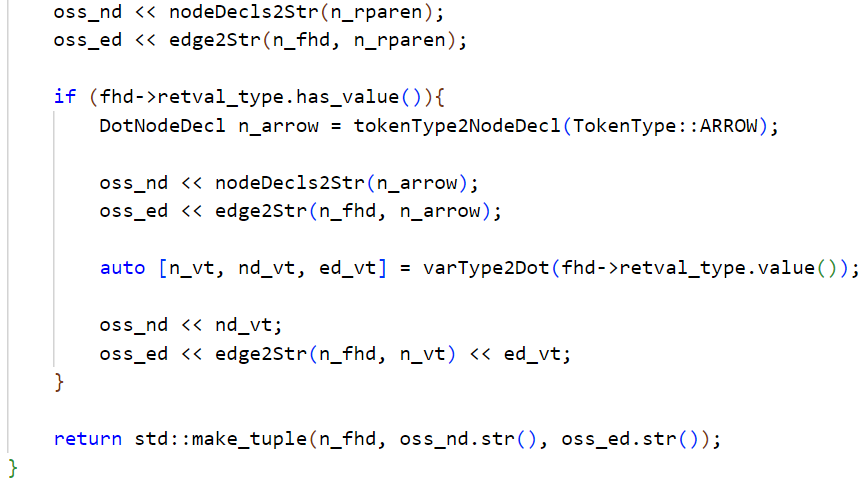 oss_nd << nodeDecls2Str(n_rparen);
oss_ed << edge2Str(n_fhd, n_rparen);
if (fhd->retval_type.has_value()){
DotNodeDecl n_arrow = tokenType2NodeDecl(TokenType::ARROW);
oss_nd << nodeDecls2Str(n_arrow);
oss_ed << edge2Str(n_fhd, n_arrow);
auto [n_vt, nd_vt, ed_vt] = varType2Dot(fhd->retval_type.value());
oss_nd << nd_vt;
oss_ed << edge2Str(n_fhd, n_vt) << ed_vt;
}
return std::make_tuple(n_fhd, oss_nd.str(), oss_ed.str());
}